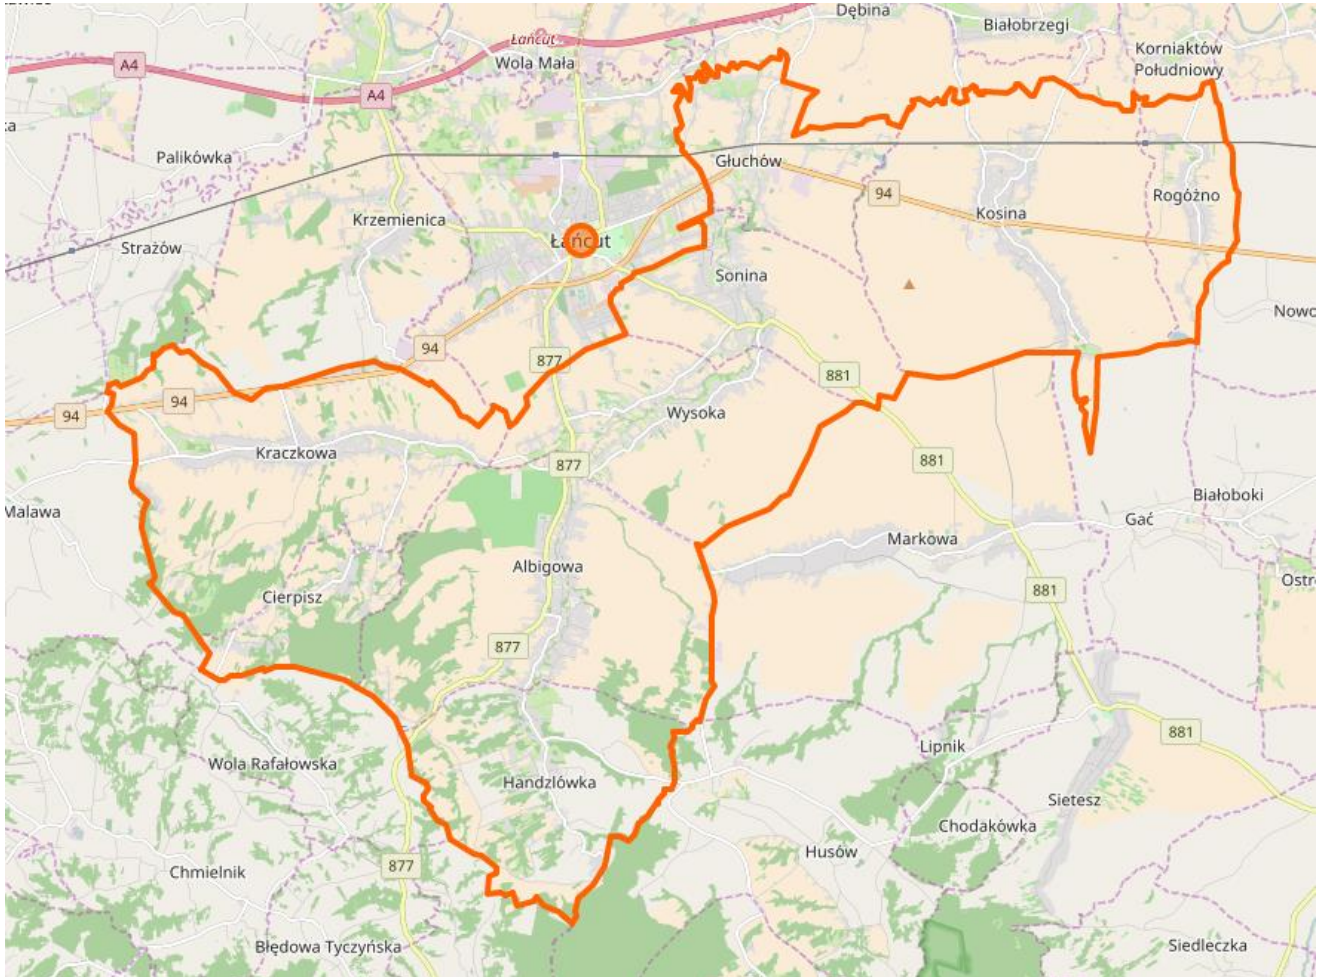 Dębina
Białobrzegi
Łańcut
Wola Mała
Korniaktów
Południowy
A4
A4
Palikówka
Głuchów
94
Rogóżno
Kosina
Krzemienica
Łańcut
Strażów
Sonina
Nowo
94
877
881
94
94
Wysoka
Kraczkowa
877
881
Malawa
Białoboki
Gać
Markowa
Albigowa
Ostr
881
Cierpisz
877
881
Lipnik
Wola Rafałowska
Handzlówka
Sietesz
Chodakówka
Husów
877
Chmielnik
Błędowa Tyczyńska
Siedleczka